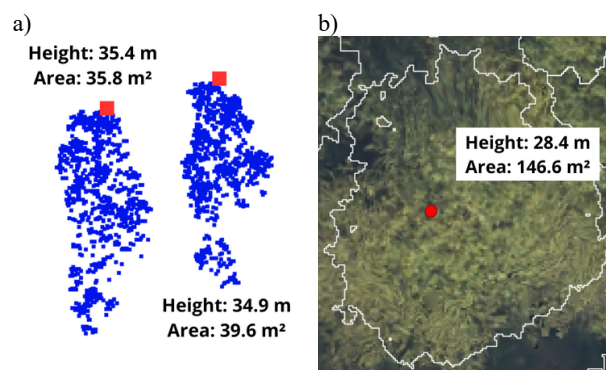 a)
Height: 35.4 m
Area: 35.8 m²
Height: 34.9 m
Area: 39.6 m²
b)
Height: 28.4 m
Area: 146.6 m²